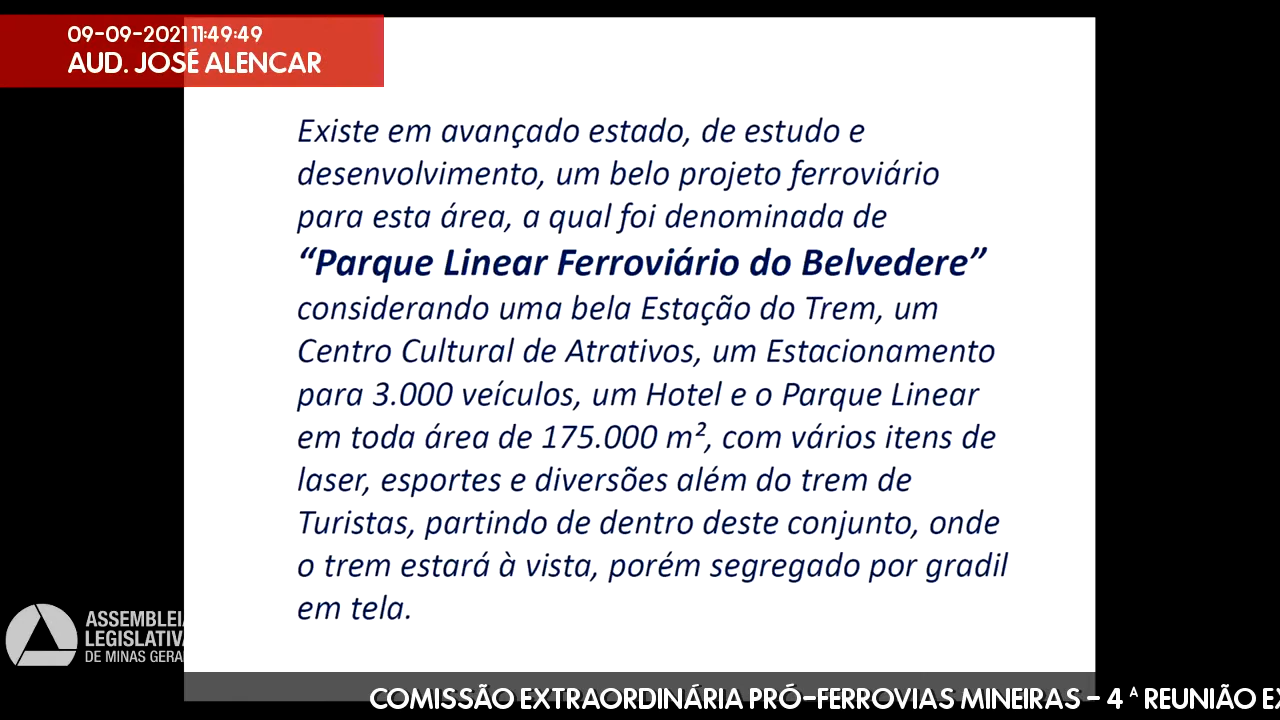 09-09-2021 11:49:49
AUD. JOSÉ ALENCAR
Existe em avançado estado, de estudo e
desenvolvimento, um belo projeto ferroviário
para esta área, a qual foi denominada de
“Parque Linear Ferroviário do Belvedere”
considerando uma bela Estação do Trem, um
Centro Cultural de Atrativos, um Estacionamento
para 3.000 veículos, um Hotel e o Parque Linear
em toda área de 175.000 m², com vários itens de
laser, esportes e diversões além do trem de
Turistas, partindo de dentro deste conjunto, onde
o trem estará à vista, porém segregado por gradil
em tela.
ASSEMBLEIA
LEGISLATIVA
DE MINAS GERAI
COMISSÃO EXTRAORDINÁRIA PRÓ-FERROVIAS MINEIRAS - 4ª REUNIÃO EX